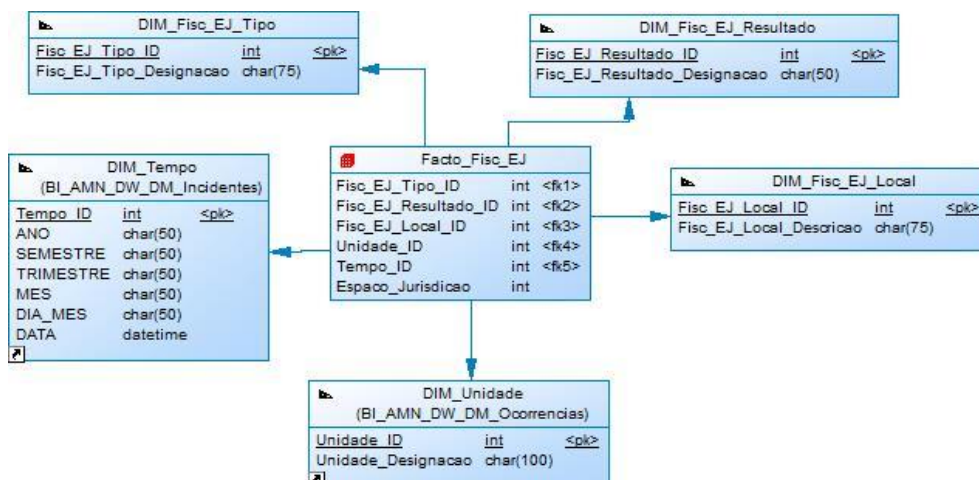 DIM_Fisc_EJ_Tipo
Fisc_EJ_Tipo_ID int <pk>
Fisc_EJ_Tipo_Designacao char(75)
DIM_Fisc_EJ_Resultado
Fisc_EJ_Resultado_ID int <pk>
Fisc_EJ_Resultado_Designacao char(50)
DIM_Tempo
(BI_AMN_DW_DM_Incidentes)
Tempo_ID int <pk>
ANO char(50)
SEMESTRE char(50)
TRIMESTRE char(50)
MES char(50)
DIA_MES char(50)
DATA datetime
Facto_Fisc_EJ
Fisc_EJ_Tipo_ID int <fk1>
Fisc_EJ_Resultado_ID int <fk2>
Fisc_EJ_Local_ID int <fk3>
Unidade_ID int <fk4>
Tempo_ID int <fk5>
Espaco_Jurisdicao int
DIM_Fisc_EJ_Local
Fisc_EJ_Local_ID int <pk>
Fisc_EJ_Local_Descricao char(75)
DIM_Unidade
(BI_AMN_DW_DM_Ocorrencias)
Unidade_ID int <pk>
Unidade_Designacao char(100)